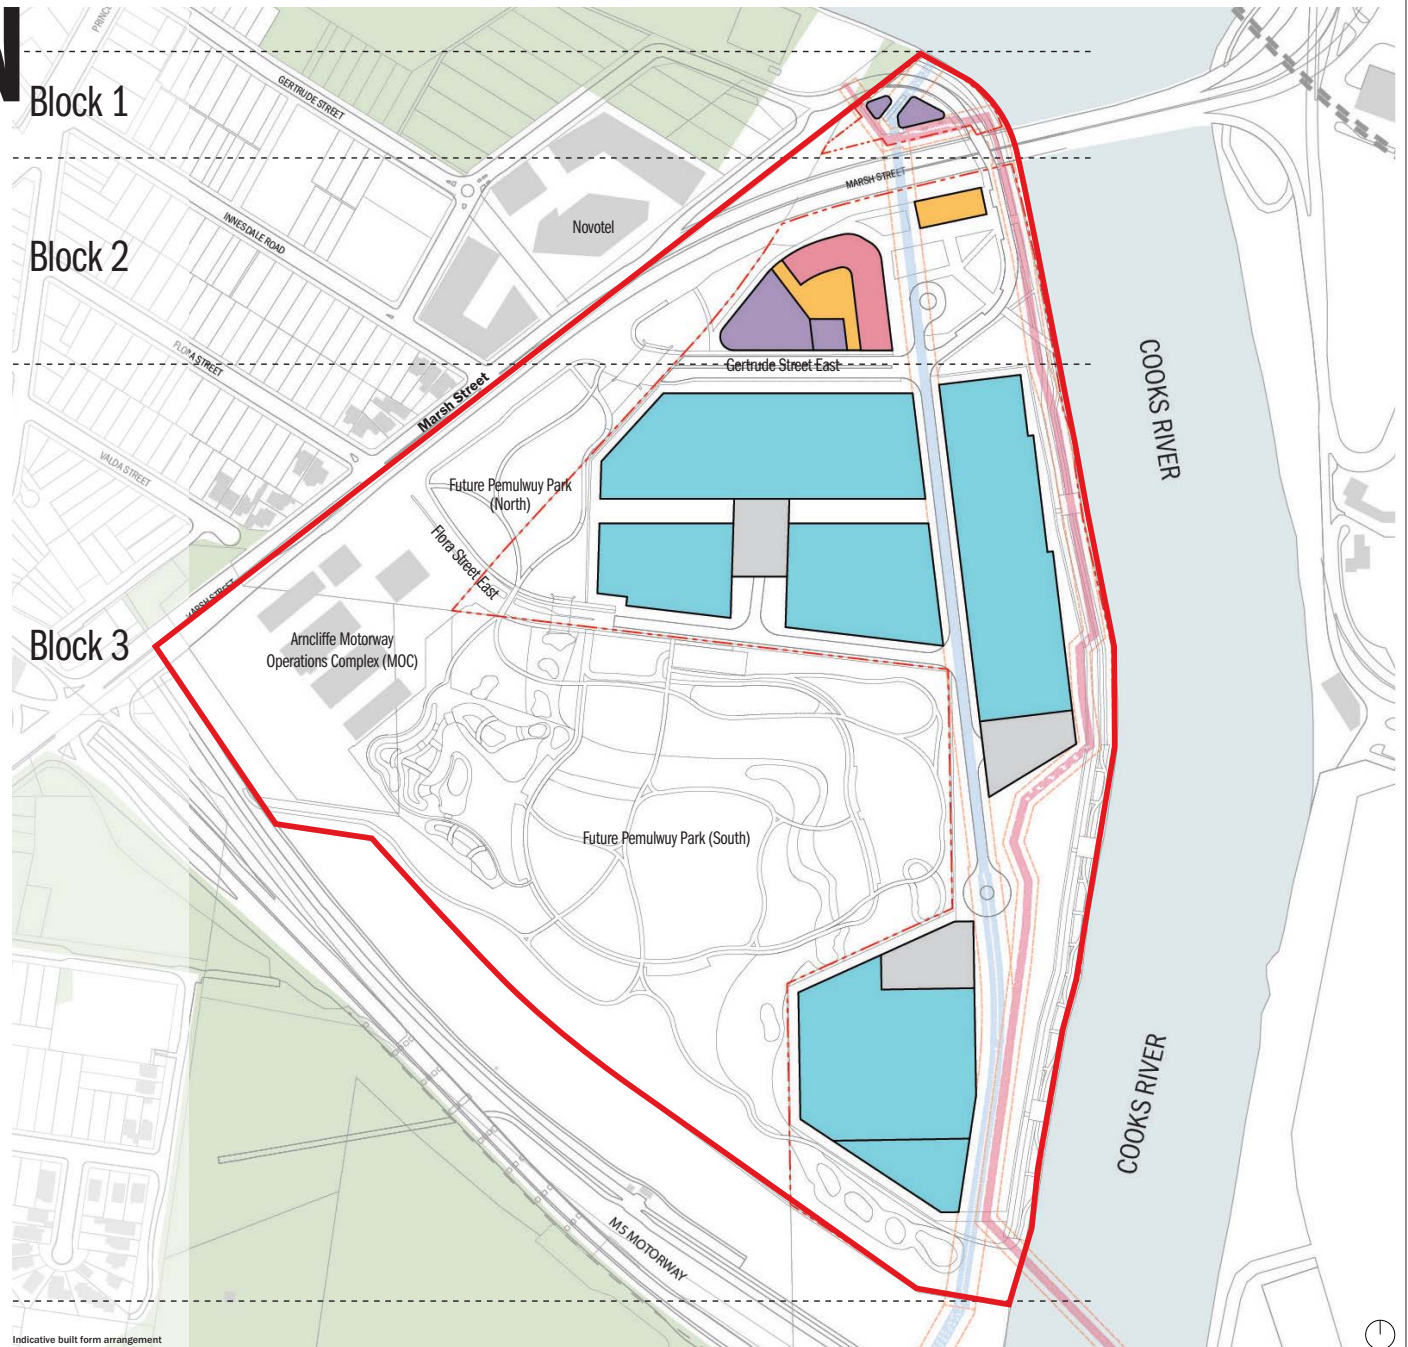 N
PRINC
Block 1
GERTRUDE STREET
MARSH STREET
Block 2
INNESDALE ROAD
Novotel
FLORA STREET
Gertrude Street East
Marsh Street
COOKS RIVER
VALDA STREET
Future Pemulwuy Park
(North)
Flora Street East
MARSH STREET
Block 3
Arncliffe Motorway
Operations Complex (MOC)
Future Pemulwuy Park (South)
COOKS RIVER
M5 MOTORWAY
Indicative built form arrangement